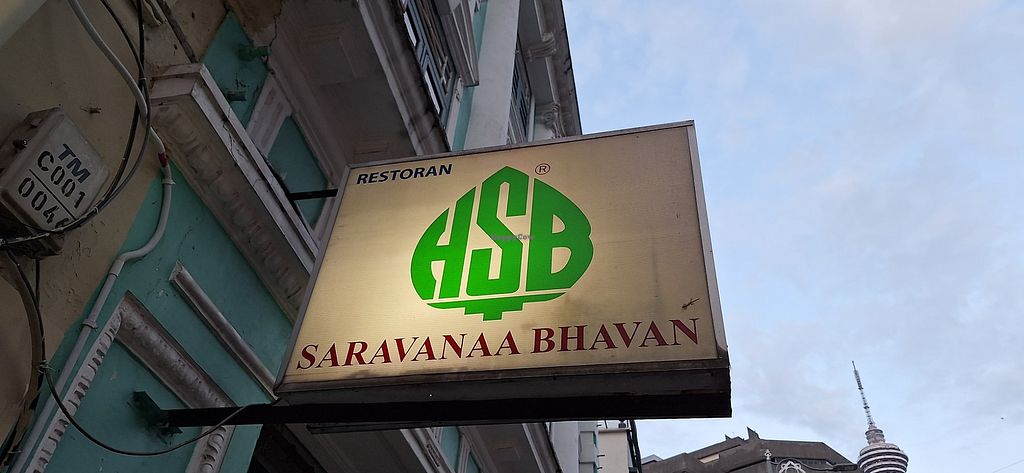 RESTORAN
®
HSB
SARAVANAA BHAVAN
TM
C001